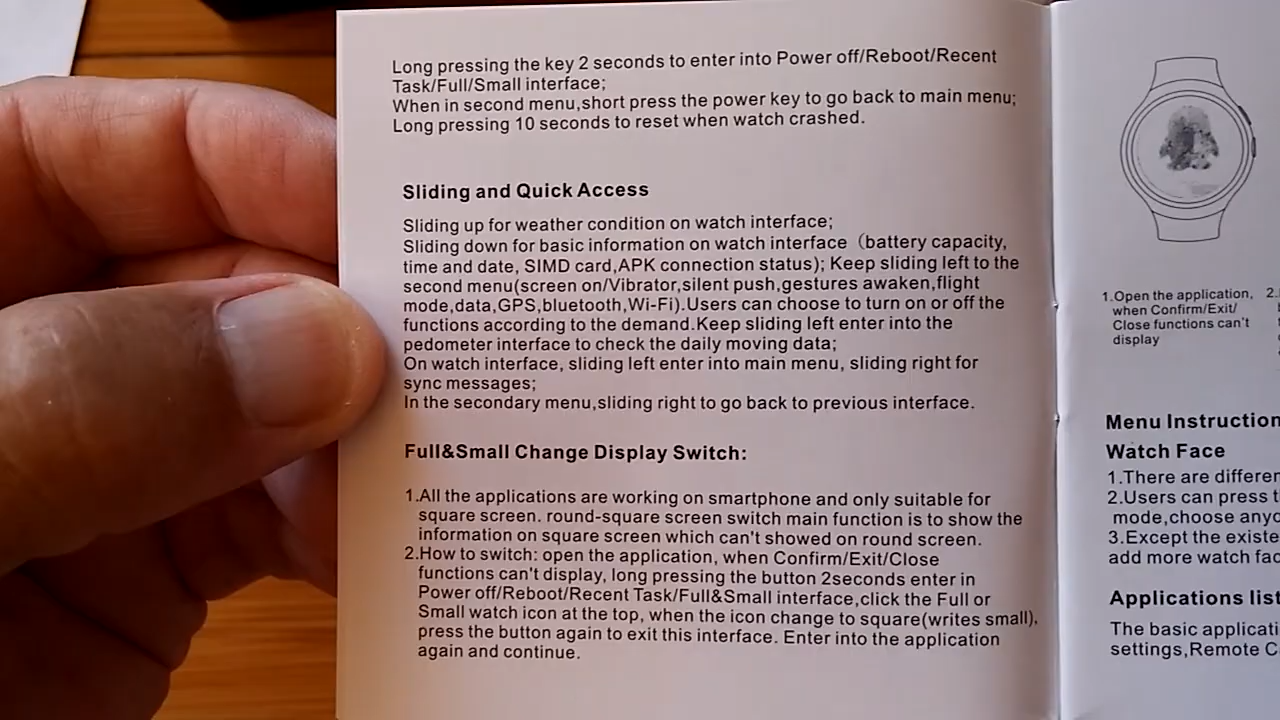 Long pressing the key 2 seconds to enter into Power off/Reboot/Recent
Task/Full/Small interface;
When in second menu,short press the power key to go back to main menu;
Long pressing 10 seconds to reset when watch crashed.
Sliding and Quick Access
Sliding up for weather condition on watch interface;
Sliding down for basic information on watch interface（battery capacity,
time and date, SIMD card,APK connection status); Keep sliding left to the
second menu(screen on/Vibrator,silent push,gestures awaken,flight
mode,data,GPS,bluetooth,Wi-Fi).Users can choose to turn on or off the
functions according to the demand.Keep sliding left enter into the
pedometer interface to check the daily moving data;
On watch interface, sliding left enter into main menu, sliding right for
sync messages;
In the secondary menu,sliding right to go back to previous interface.
Full&Small Change Display Switch:
1.All the applications are working on smartphone and only suitable for
square screen. round-square screen switch main function is to show the
information on square screen which can't showed on round screen.
2.How to switch: open the application, when Confirm/Exit/Close
functions can't display, long pressing the button 2seconds enter in
Power off/Reboot/Recent Task/Full&Small interface,click the Full or
Small watch icon at the top, when the icon change to square(writes small),
press the button again to exit this interface. Enter into the application
again and continue.
1.Open the application,
when Confirm/Exit/
Close functions can't
display
2.
Menu Instruction
Watch Face
1.There are differen
2.Users can press t
mode,choose anyo
3.Except the existe
add more watch fac
Applications list
The basic applicati
settings,Remote C